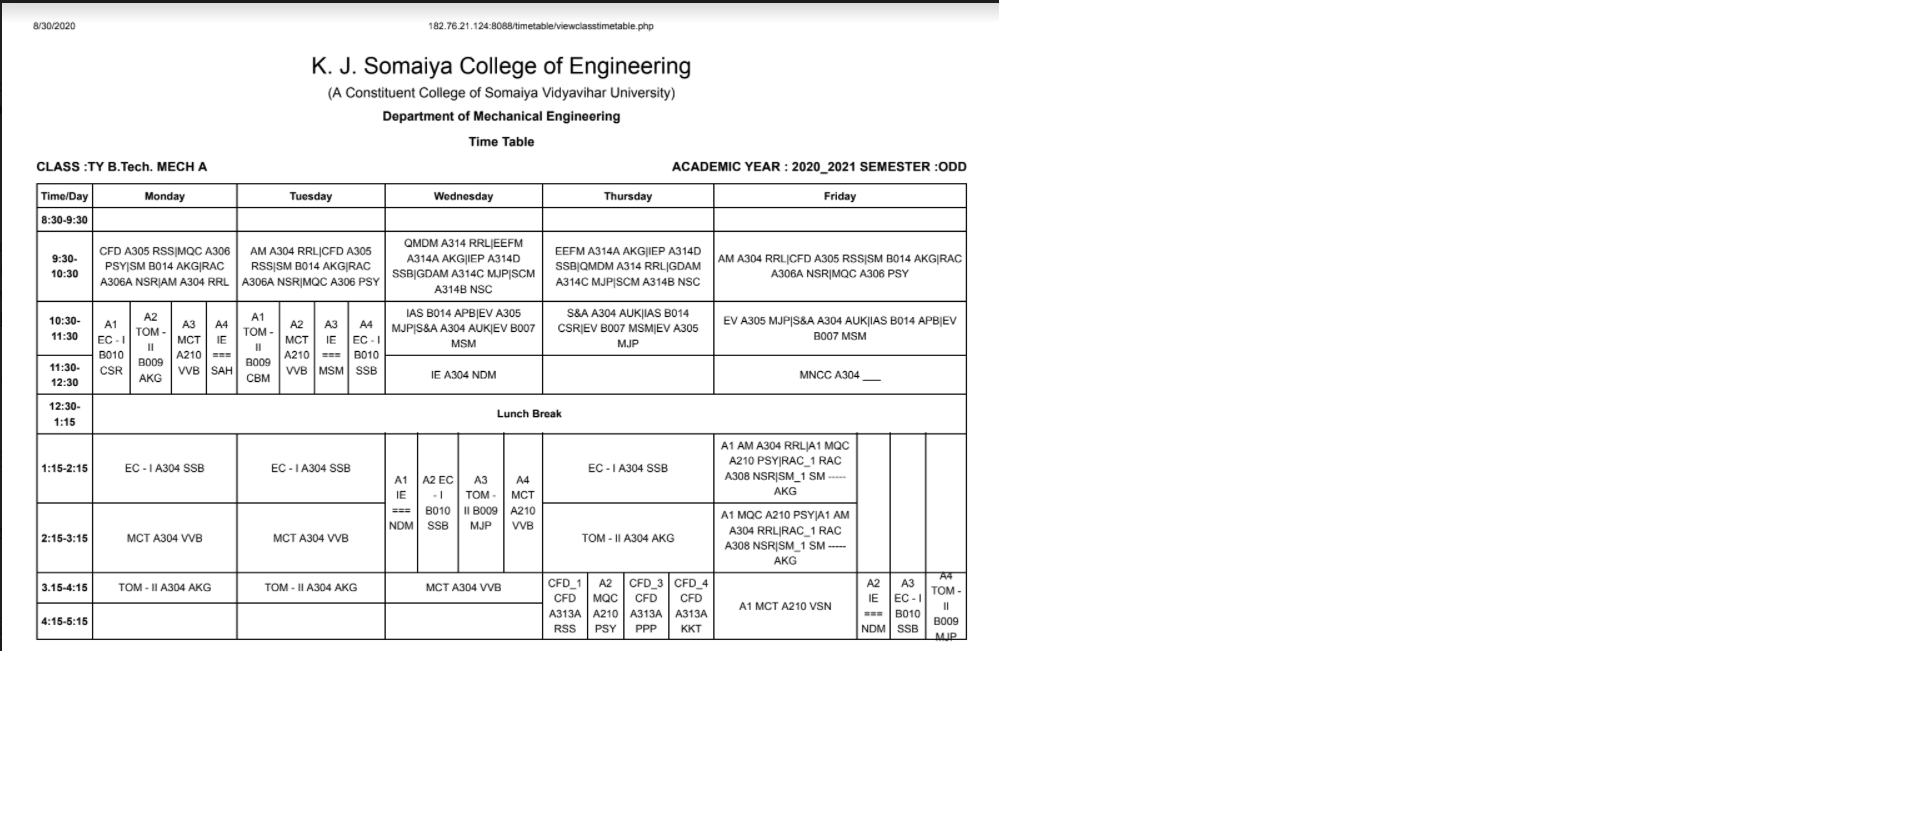 8/30/2020
182.76.21.124:8088/timetable/viewclasstimetable.php
K. J. Somaiya College of Engineering
(A Constituent College of Somaiya Vidyavihar University)
Department of Mechanical Engineering
Time Table
CLASS :TY B.Tech. MECH A
ACADEMIC YEAR : 2020_2021 SEMESTER :ODD
Time/Day
Monday
Tuesday
Wednesday
Thursday
Friday
8:30-9:30
9:30-
10:30
CFD A305 RSS|MQC A306
PSY|SM B014 AKG|RAC
A306A NSR|AM A304 RRL
AM A304 RRL|CFD A305
RSS|SM B014 AKG|RAC
A306A NSR|MQC A306 PSY
QMDM A314 RRL|EEFM
A314A AKG|IEP A314D
SSB|GDAM A314C MJP|SCM
A314B NSC
EEFM A314A AKG|IEP A314D
SSB|QMDM A314 RRL|GDAM
A314C MJP|SCM A314B NSC
AM A304 RRL|CFD A305 RSS|SM B014 AKG|RAC
A306A NSR|MQC A306 PSY
10:30-
11:30
A1
EC - I
B010
CSR
A2
TOM -
II
B009
AKG
A3
MCT
A210
VVB
A4
IE
===
SAH
A1
TOM -
II
B009
CBM
A2
MCT
A210
VVB
A3
IE
===
MSM
A4
EC - I
B010
SSB
IAS B014 APB|EV A305
MJP|S&A A304 AUK|EV B007
MSM
S&A A304 AUK|IAS B014
CSR|EV B007 MSM|EV A305
MJP
EV A305 MJP|S&A A304 AUK|IAS B014 APB|EV
B007 MSM
11:30-
12:30
IE A304 NDM
MNCC A304 ___
12:30-
1:15
Lunch Break
1:15-2:15
EC - I A304 SSB
EC - I A304 SSB
A1
IE
===
NDM
A2 EC
- I
B010
SSB
A3
TOM -
II B009
MJP
A4
MCT
A210
VVB
EC - I A304 SSB
A1 AM A304 RRL|A1 MQC
A210 PSY|RAC_1 RAC
A308 NSR|SM_1 SM -----
AKG
2:15-3:15
MCT A304 VVB
MCT A304 VVB
TOM - II A304 AKG
A1 MQC A210 PSY|A1 AM
A304 RRL|RAC_1 RAC
A308 NSR|SM_1 SM -----
AKG
3.15-4:15
TOM - II A304 AKG
TOM - II A304 AKG
MCT A304 VVB
CFD_1
CFD
A313A
RSS
A2
MQC
A210
PSY
CFD_3
CFD
A313A
PPP
CFD_4
CFD
A313A
KKT
A1 MCT A210 VSN
A2
IE
===
NDM
A3
EC - I
B010
SSB
A4
TOM -
II
B009
MJP
4:15-5:15